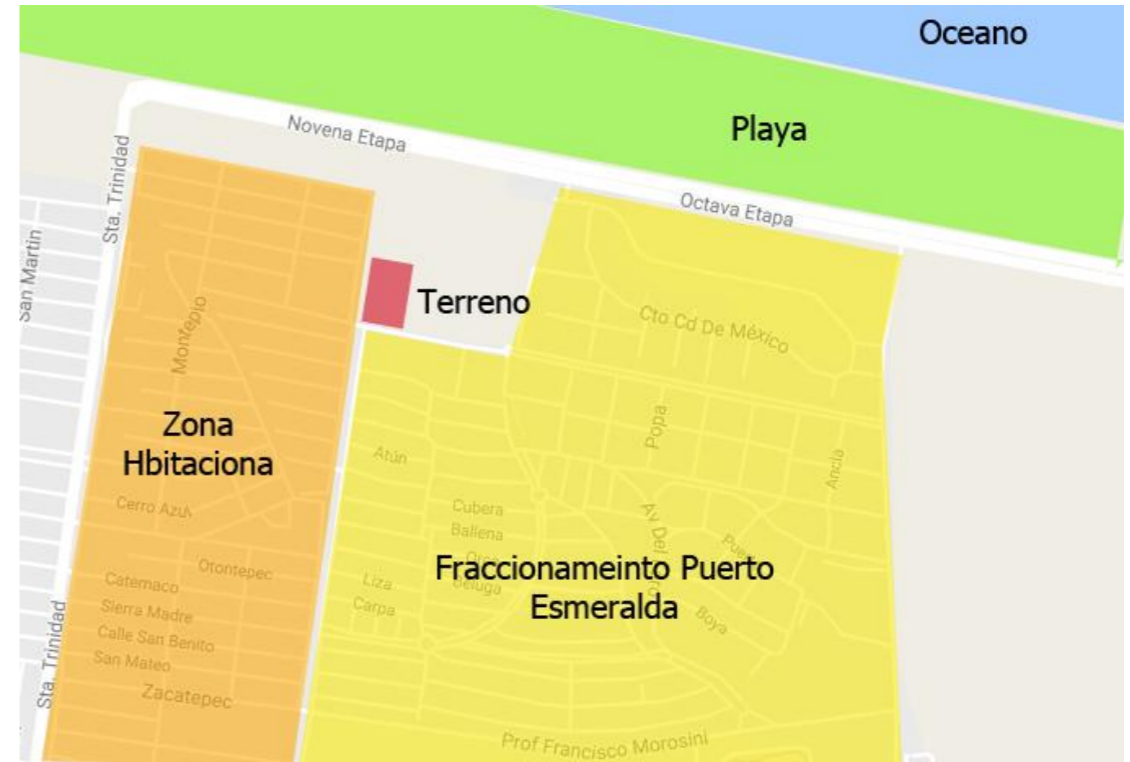 Oceano
Playa
Novena Etapa
Octava Etapa
Sta. Trinidad
San Martin
Montepio
Terreno
Cto Cd De México
Zona
Hbitaciona
Popa
Atún
Ancla
Cerro Azul
Cubera
Ballena
Orca
Av Del
Otontepec
Fraccionameinto Puerto
Esmeralda
Catemaco
Liza
Beluga
Sierra Madre
Carpa
Boya
Calle San Benito
San Mateo
Sta. Trinidad
Zacatepec
Prof Francisco Morosini